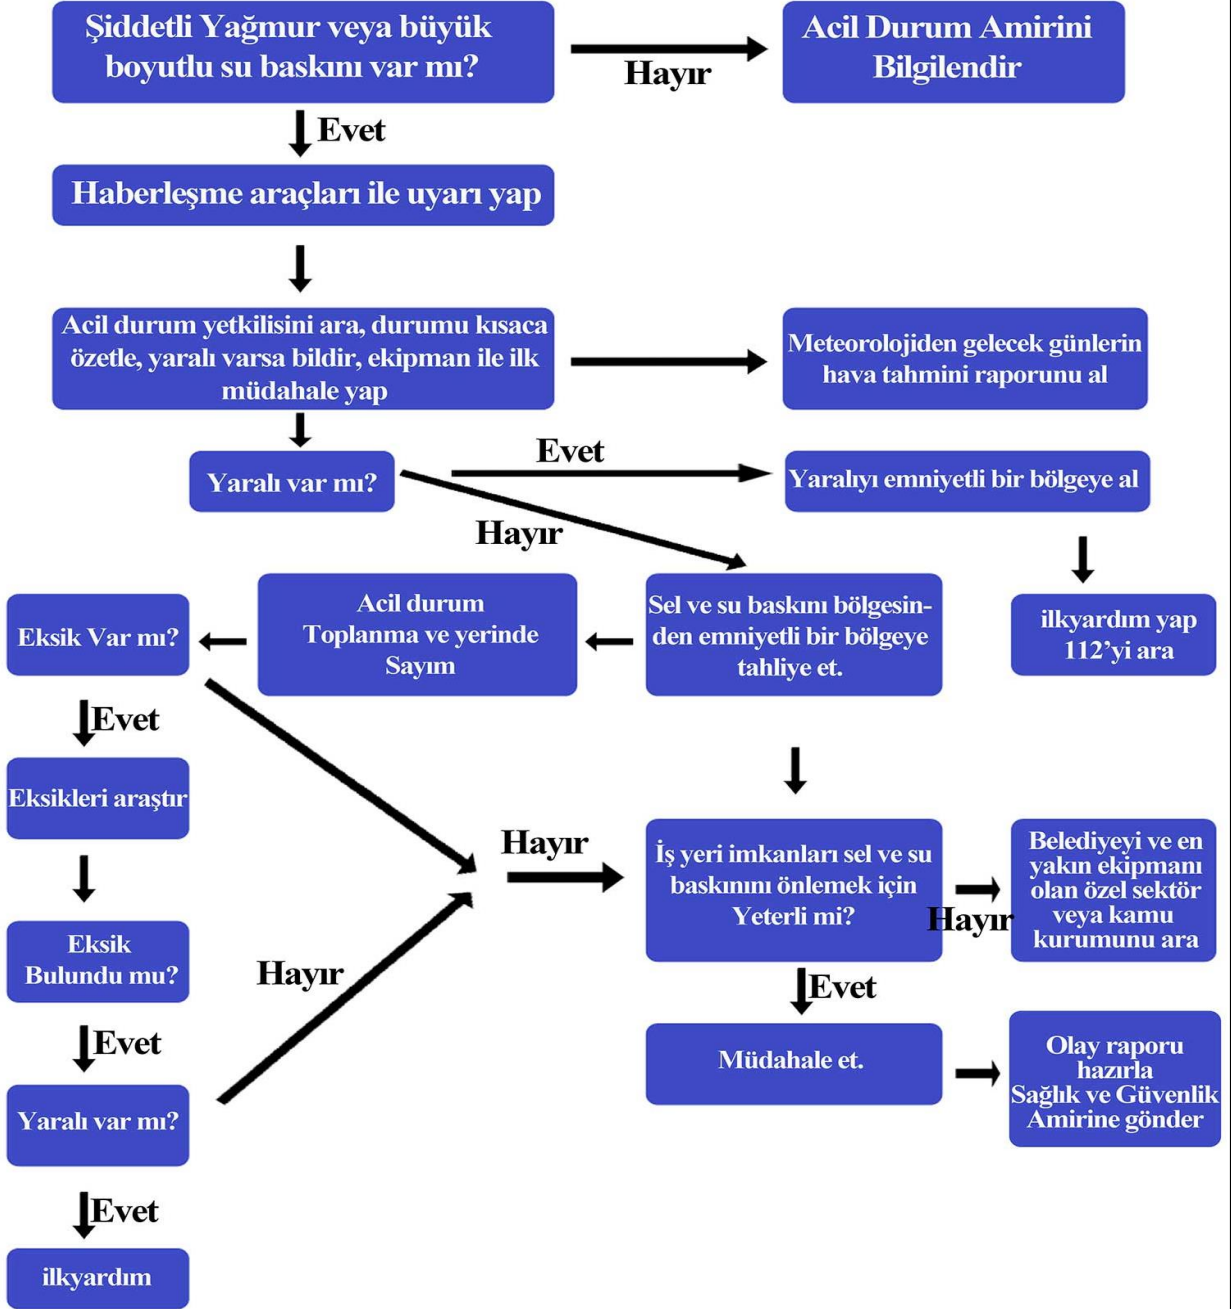 Şiddetli Yağmur veya büyük
boyutlu su baskını var mı?
Hayır
Acil Durum Amirini
Bilgilendir
Evet
Haberleşme araçları ile uyarı yap
Acil durum yetkilisini ara, durumu kısaca
özetle, yaralı varsa bildir, ekipman ile ilk
müdahale yap
Meteorolojiden gelecek günlerin
hava tahmini raporunu al
Yaralı var mı?
Evet
Yaralıyı emniyetli bir bölgeye al
Hayır
ilkyardım yap
112'yi ara
Sel ve su baskını bölgesin-
den emniyetli bir bölgeye
tahliye et.
Acil durum
Toplanma ve yerinde
Sayım
Eksik Var mı?
Evet
Eksikleri araştır
Eksik
Bulundu mu?
Evet
Yaralı var mı?
Evet
ilkyardım
Hayır
Hayır
İş yeri imkanları sel ve su
baskınını önlemek için
Yeterli mi?
Hayır
Belediyeyi ve en
yakın ekipmanı
olan özel sektör
veya kamu
kurumunu ara
Evet
Müdahale et.
Olay raporu
hazırla
Sağlık ve Güvenlik
Amirine gönder